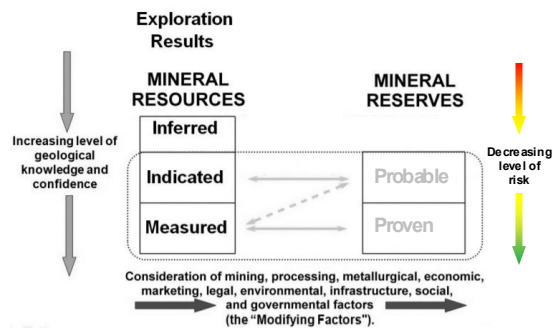 Exploration
Results
MINERAL
RESOURCES
MINERAL
RESERVES
Inferred
Indicated
Measured
Probable
Proven
Increasing level of
geological
knowledge and
confidence
Decreasing
level of
risk
Consideration of mining, processing, metallurgical, economic,
marketing, legal, environmental, infrastructure, social,
and governmental factors
(the “Modifying Factors").